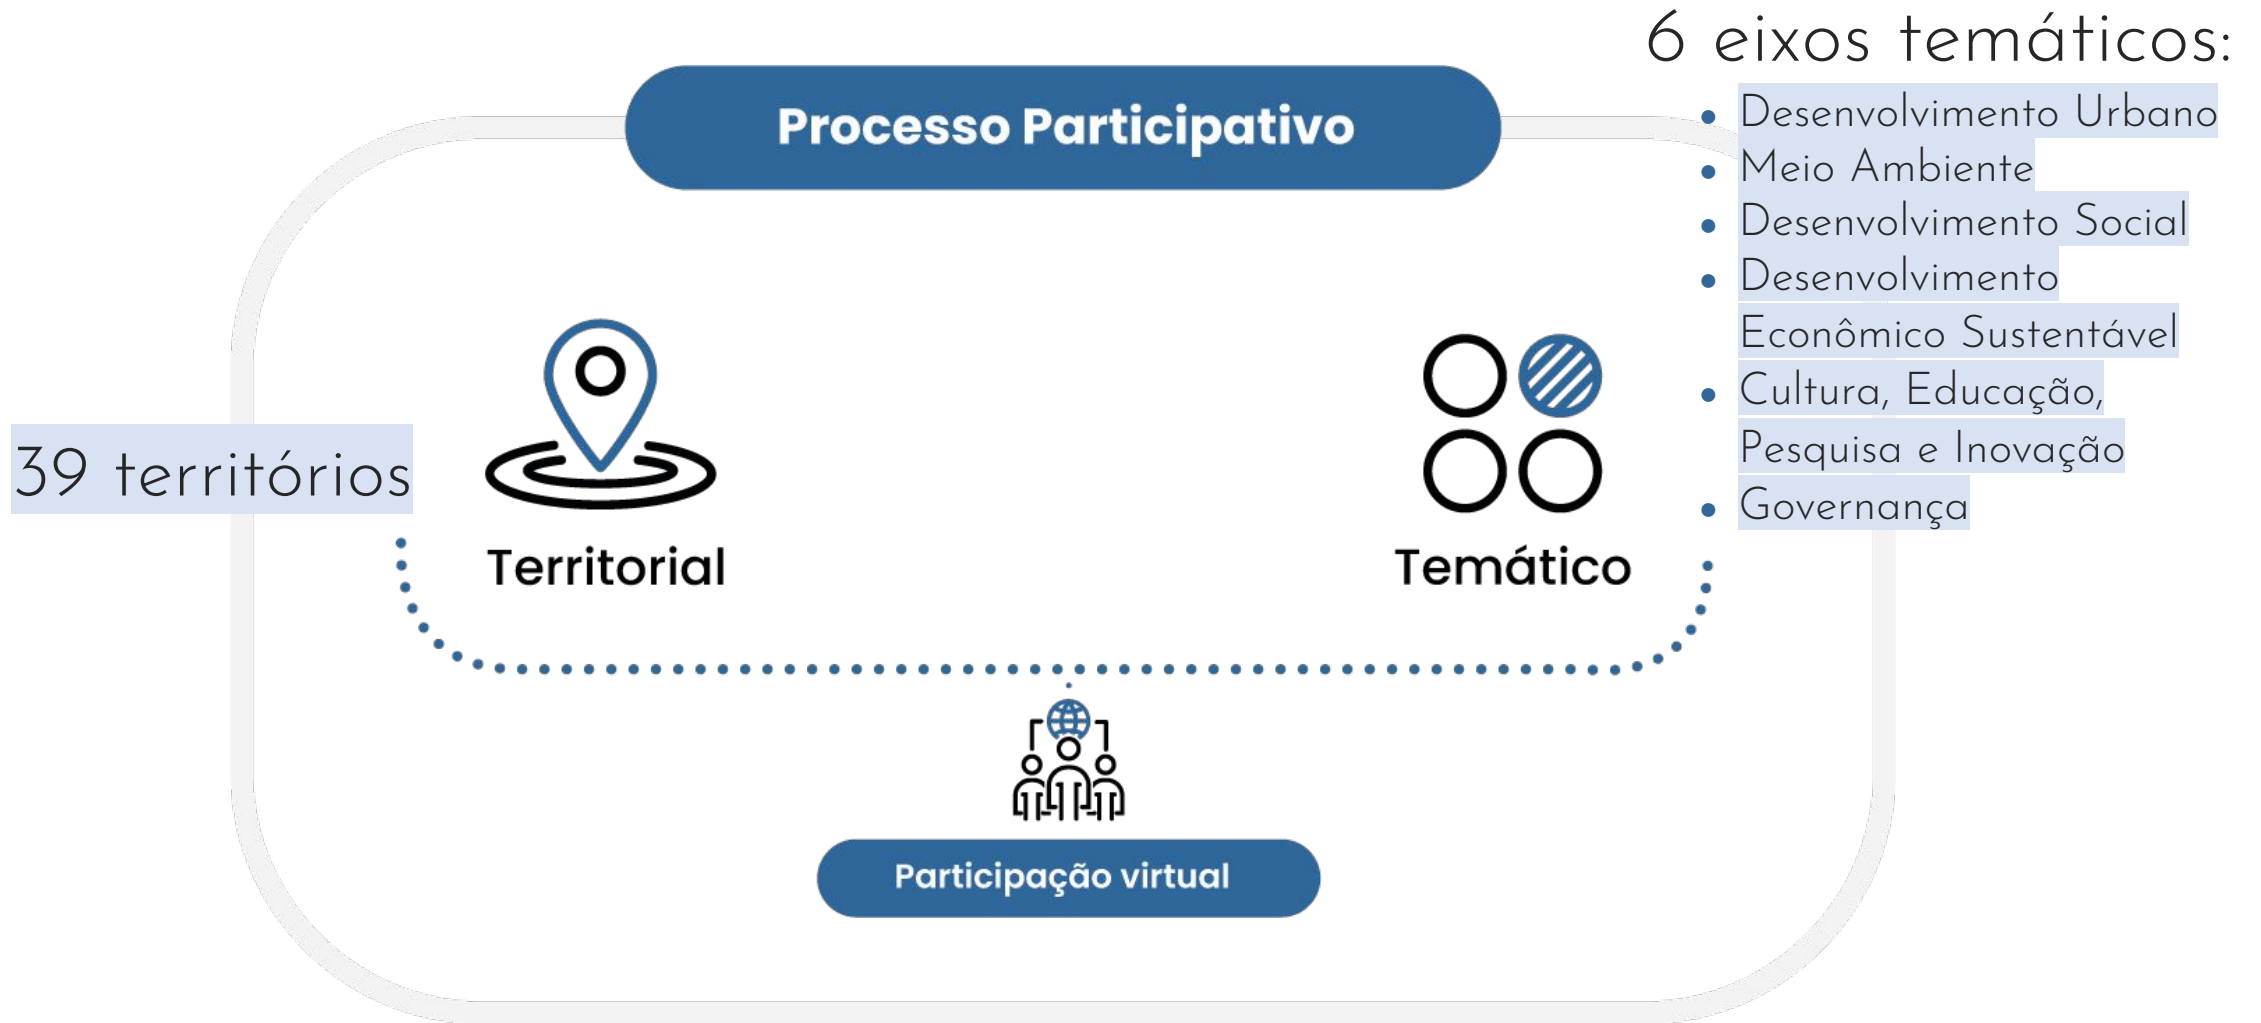 6 eixos temáticos:
Processo Participativo
Desenvolvimento Urbano
Meio Ambiente
Desenvolvimento Social
Desenvolvimento
Econômico Sustentável
Cultura, Educação,
Pesquisa e Inovação
Governança
39 territórios
Territorial
Temático
Participação virtual